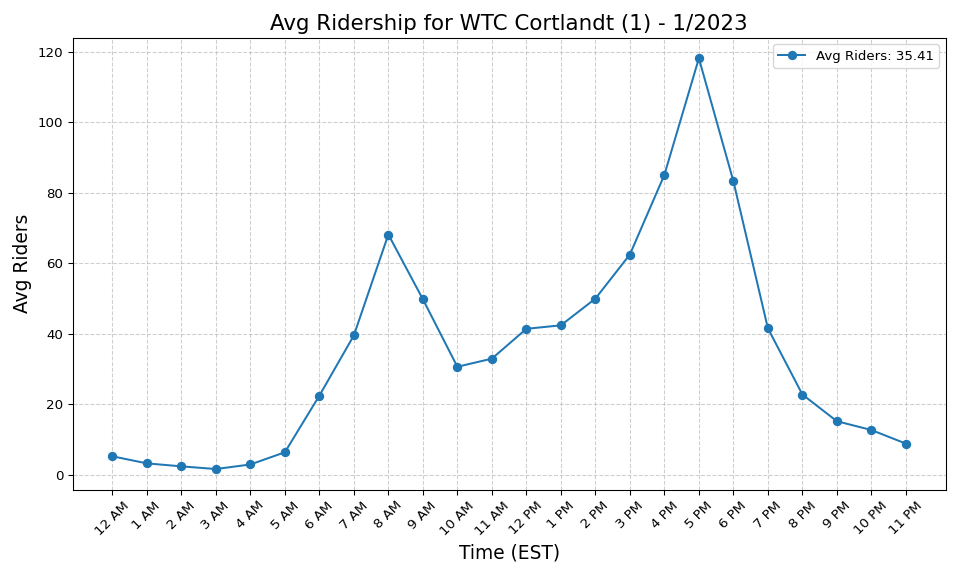 Avg Ridership for WTC Cortlandt (1) - 1/2023
Avg Riders: 35.41
120
100
80
60
40
20
0
Avg Riders
12 AM
1 AM
2 AM
3 AM
4 AM
5 AM
6 AM
7 AM
8 AM
9 AM
10 AM
11 AM
12 PM
1 PM
2 PM
3 PM
4 PM
5 PM
6 PM
7 PM
8 PM
9 PM
10 PM
11 PM
Time (EST)